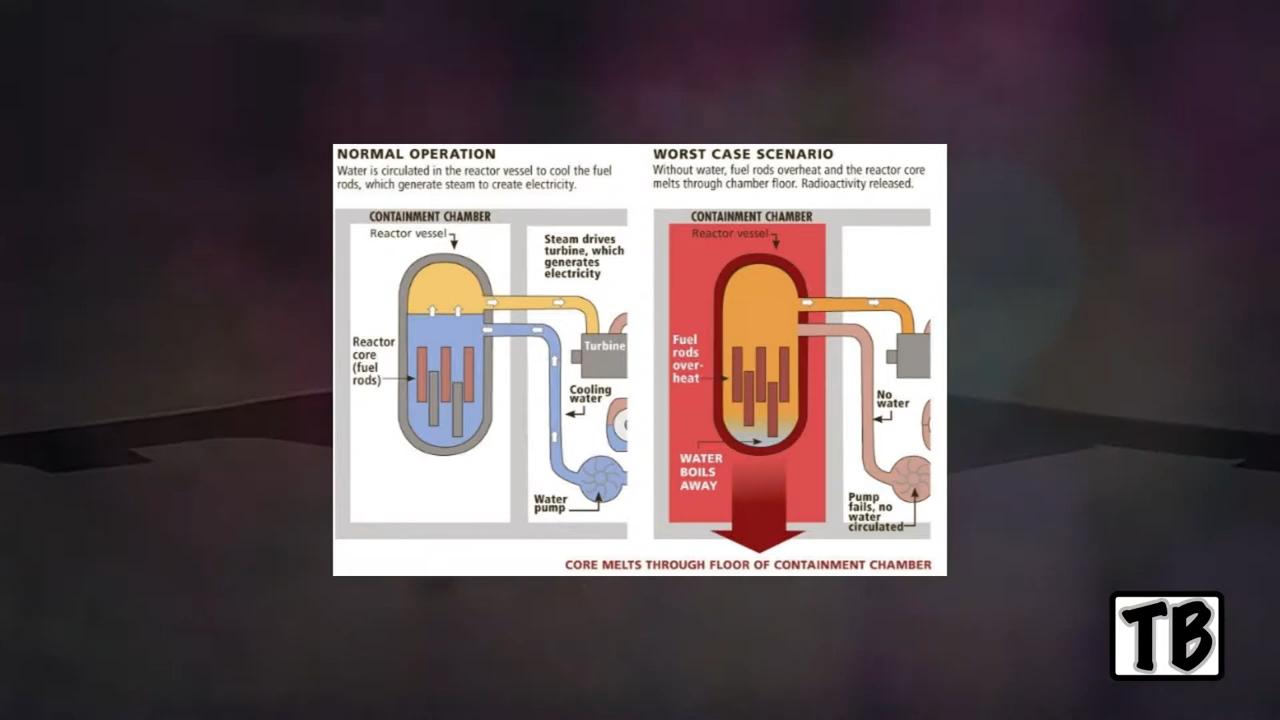 NORMAL OPERATION
Water is circulated in the reactor vessel to cool the fuel
rods, which generate steam to create electricity.
CONTAINMENT CHAMBER
Reactor vessel
Steam drives
turbine, which
generates
electricity
Reactor
core
(fuel
rods)
Turbine
Cooling
water
Water
pump
WORST CASE SCENARIO
Without water, fuel rods overheat and the reactor core
melts through chamber floor. Radioactivity released.
CONTAINMENT CHAMBER
Reactor vessel
Fuel
rods
over-
heat
No
water
WATER
BOILS
AWAY
Pump
fails, no
water
circulated
CORE MELTS THROUGH FLOOR OF CONTAINMENT CHAMBER
TB